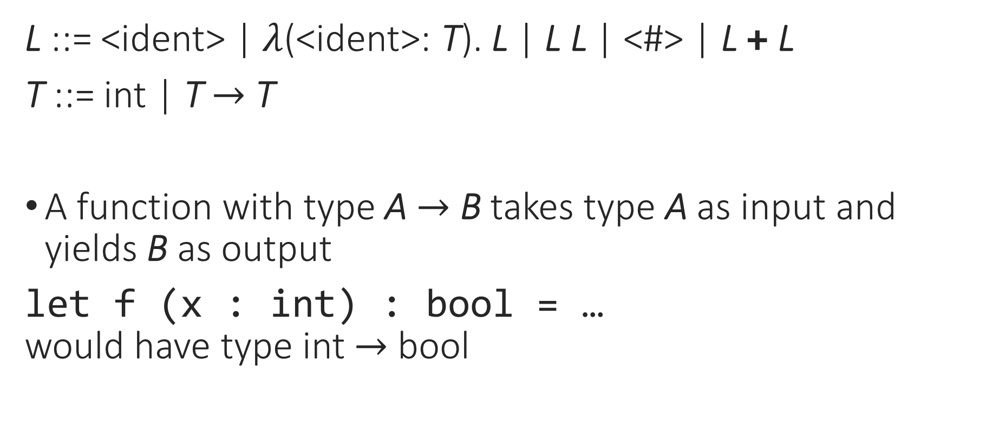 L ::= <ident> | λ(<ident>: T). L | L L | <#> | L + L
T ::= int | T → T
• A function with type A → B takes type A as input and
yields B as output
let f (x : int) : bool = …
would have type int → bool